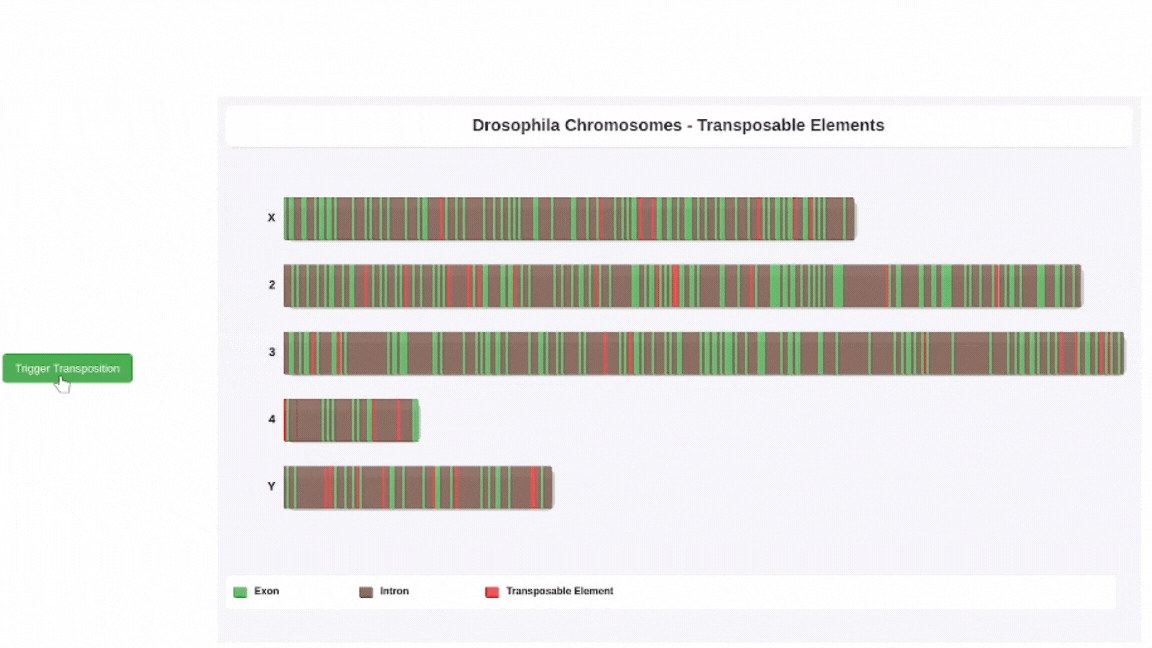 Drosophila Chromosomes - Transposable Elements
X
2
3
Trigger Transposition
4
Y
Exon Intron Transposable Element